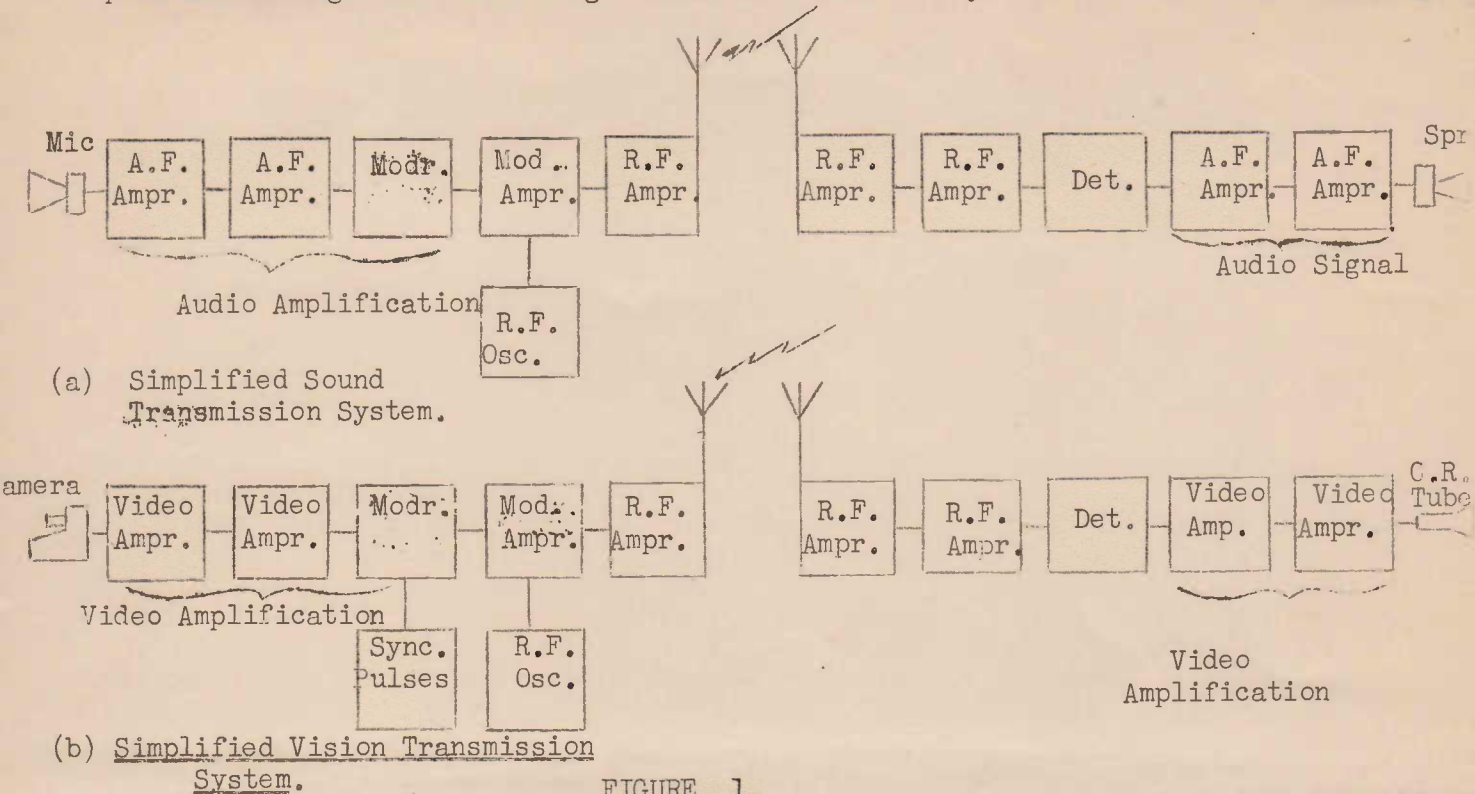 Mic
A.F.
Ampr.
A.F.
Ampr.
Modr.
Mod.
Ampr.
R.F.
Ampr.
R.F.
Ampr.
R.F.
Ampr.
Det.
A.F.
Ampr.
A.F.
Ampr.
Spr
Audio Amplification
Audio Signal
R.F.
Osc.
(a) Simplified Sound
Transmission System.
amera
Video
Ampr.
Video
Ampr.
Modr.
Mod.
Ampr.
R.F.
Ampr.
R.F.
Ampr.
R.F.
Ampr.
Det.
Video
Amp.
Video
Ampr.
C.R.
Tube
Video Amplification
Sync.
Pulses
R.F.
Osc.
Video
Amplification
(b) Simplified Vision Transmission
System.
FIGURE 1